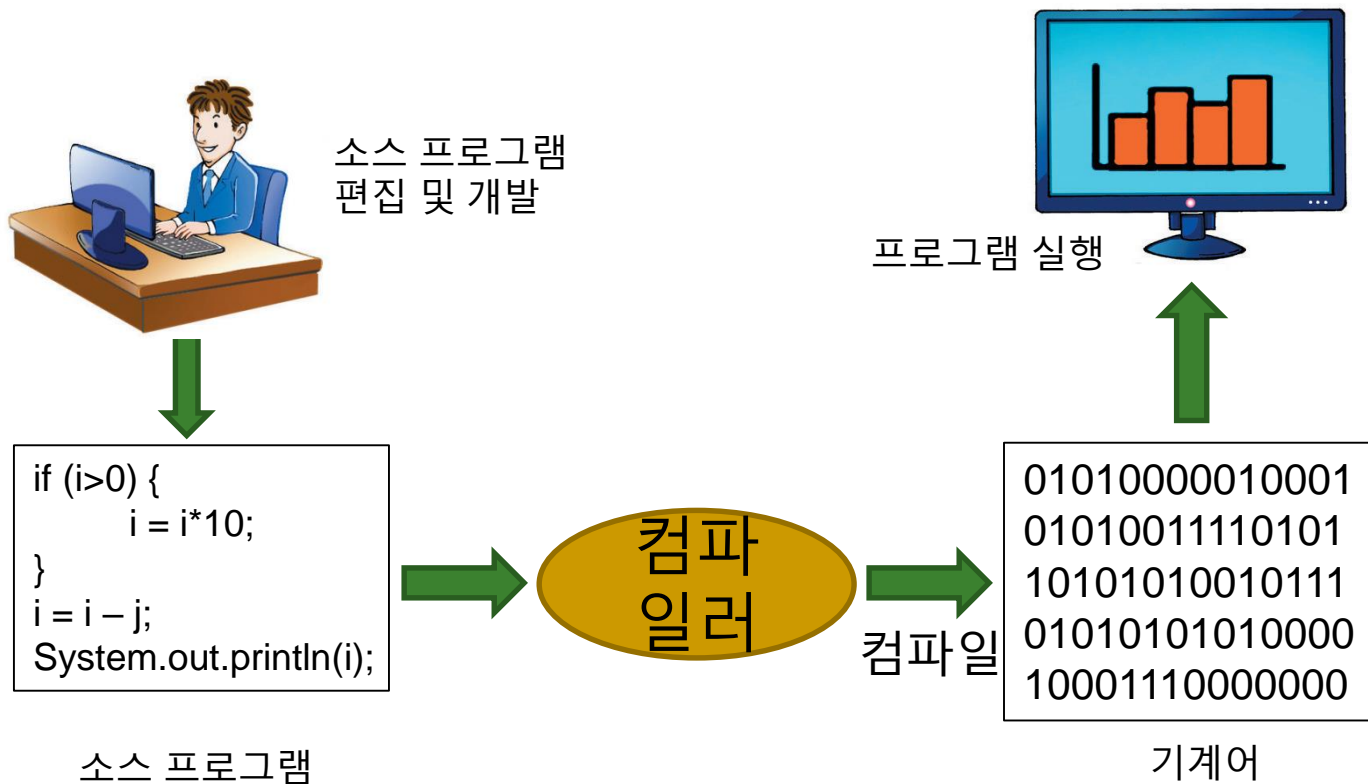 소스 프로그램
편집 및 개발
프로그램 실행
if (i>0) {
i = i*10;
}
i = i – j;
System.out.println(i);
컴파
일러
컴파일
01010000010001
01010011110101
10101010010111
01010101010000
10001110000000
소스 프로그램
기계어